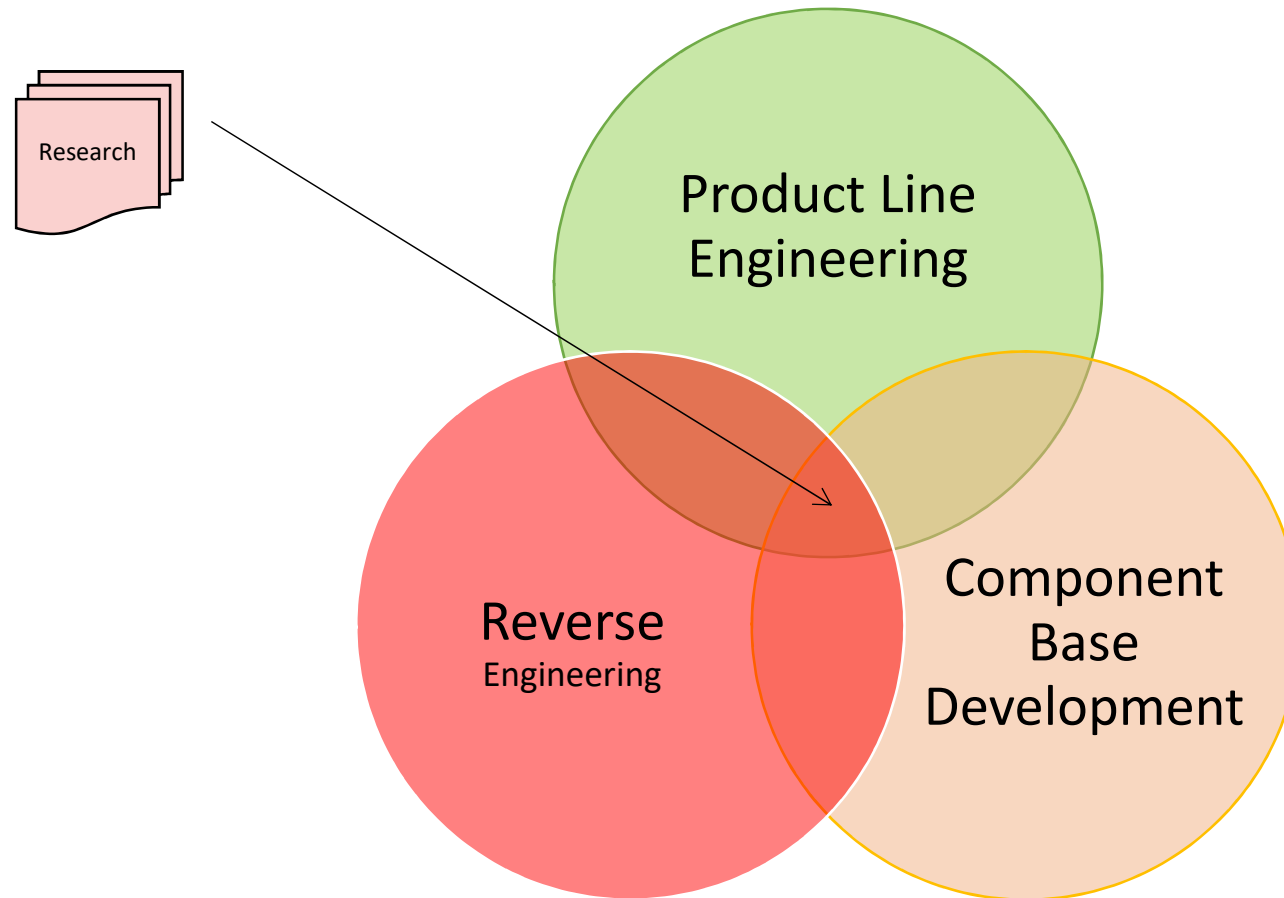 Research
Product Line
Engineering
Reverse
Engineering
Component
Base
Development